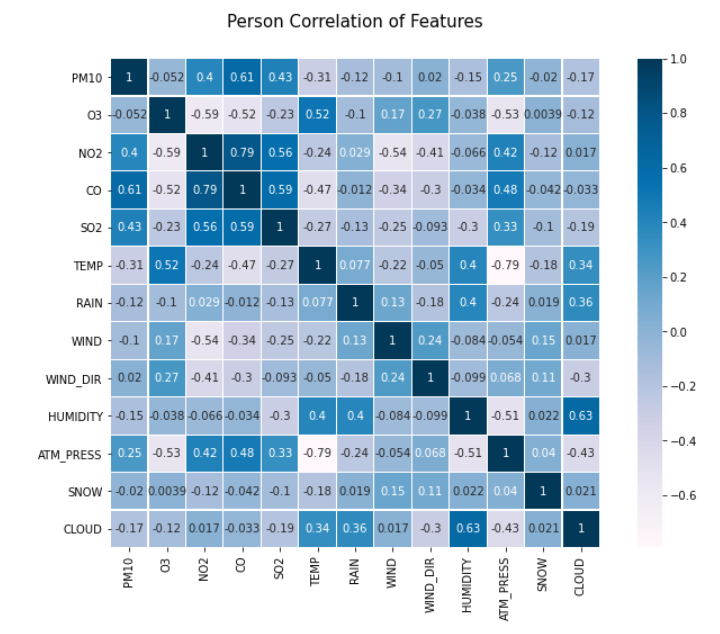 Person Correlation of Features
PM10 1 -0.052 0.4 0.61 0.43 -0.31 -0.12 -0.1 0.02 -0.15 0.25 -0.02 -0.17
O3 -0.052 1 -0.59 -0.52 -0.23 0.52 -0.1 0.17 0.27 -0.038 -0.53 0.0039 -0.12
NO2 0.4 -0.59 1 0.79 0.56 -0.24 0.029 -0.54 -0.41 -0.066 0.42 -0.12 0.017
CO 0.61 -0.52 0.79 1 0.59 -0.47 -0.012 -0.34 -0.3 -0.034 0.48 -0.042 -0.033
SO2 0.43 -0.23 0.56 0.59 1 -0.27 -0.13 -0.25 -0.093 -0.3 0.33 -0.1 -0.19
TEMP -0.31 0.52 -0.24 -0.47 -0.27 1 0.077 -0.22 -0.05 0.4 -0.79 -0.18 0.34
RAIN -0.12 -0.1 0.029 -0.012 -0.13 0.077 1 0.13 -0.18 0.4 -0.24 0.019 0.36
WIND -0.1 0.17 -0.54 -0.34 -0.25 -0.22 0.13 1 0.24 -0.084 -0.054 0.15 0.017
WIND_DIR 0.02 0.27 -0.41 -0.3 -0.093 -0.05 -0.18 0.24 1 -0.099 0.068 0.11 -0.3
HUMIDITY -0.15 -0.038 -0.066 -0.034 -0.3 0.4 0.4 -0.084 -0.099 1 -0.51 0.022 0.63
ATM_PRESS 0.25 -0.53 0.42 0.48 0.33 -0.79 -0.24 -0.054 0.068 -0.51 1 0.04 -0.43
SNOW -0.02 0.0039 -0.12 -0.042 -0.1 -0.18 0.019 0.15 0.11 0.022 0.04 1 0.021
CLOUD -0.17 -0.12 0.017 -0.033 -0.19 0.34 0.36 0.017 -0.3 0.63 -0.43 0.021 1
PM10 O3 NO2 CO SO2 TEMP RAIN WIND WIND_DIR HUMIDITY ATM_PRESS SNOW CLOUD
1.0
0.8
0.6
0.4
0.2
0.0
−0.2
−0.4
−0.6